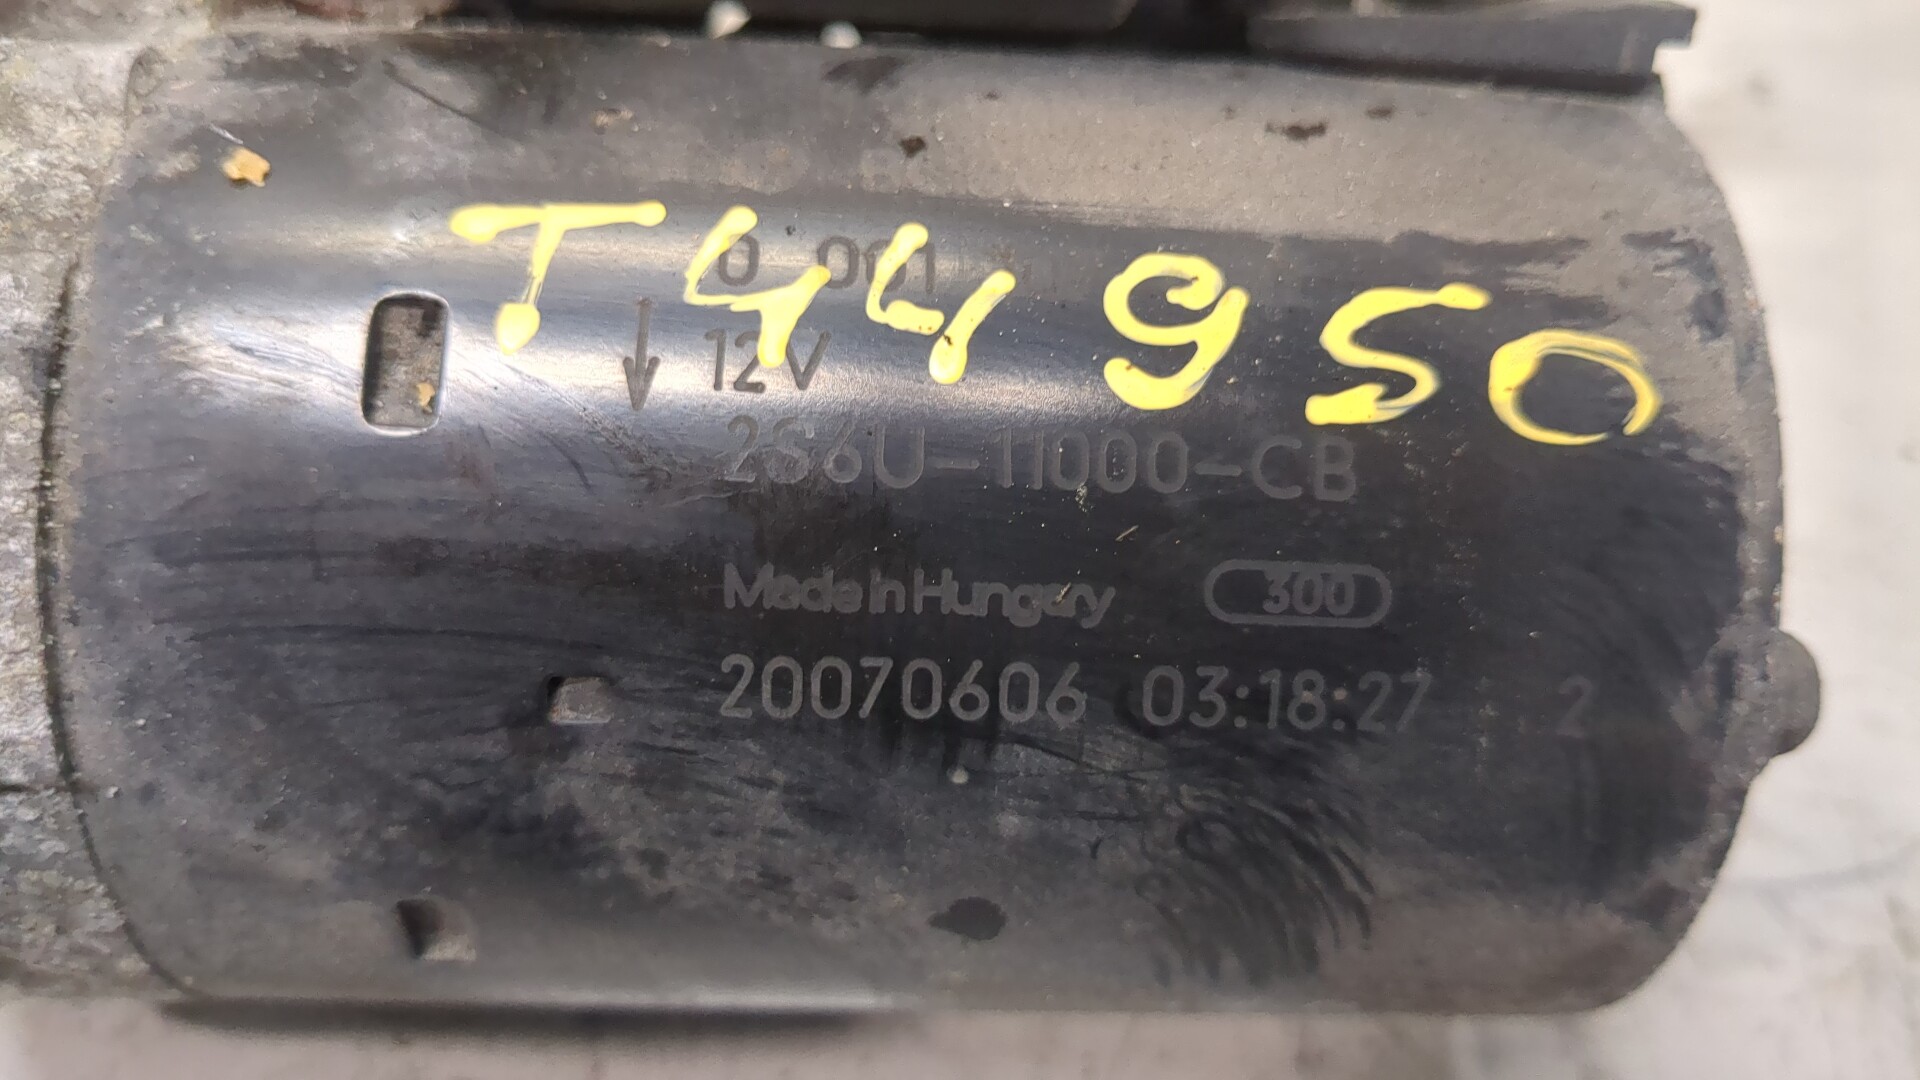 T44950
0 001
12V
2S6U-11000-CB
Made in Hungary 300
20070606 03:18:27 2